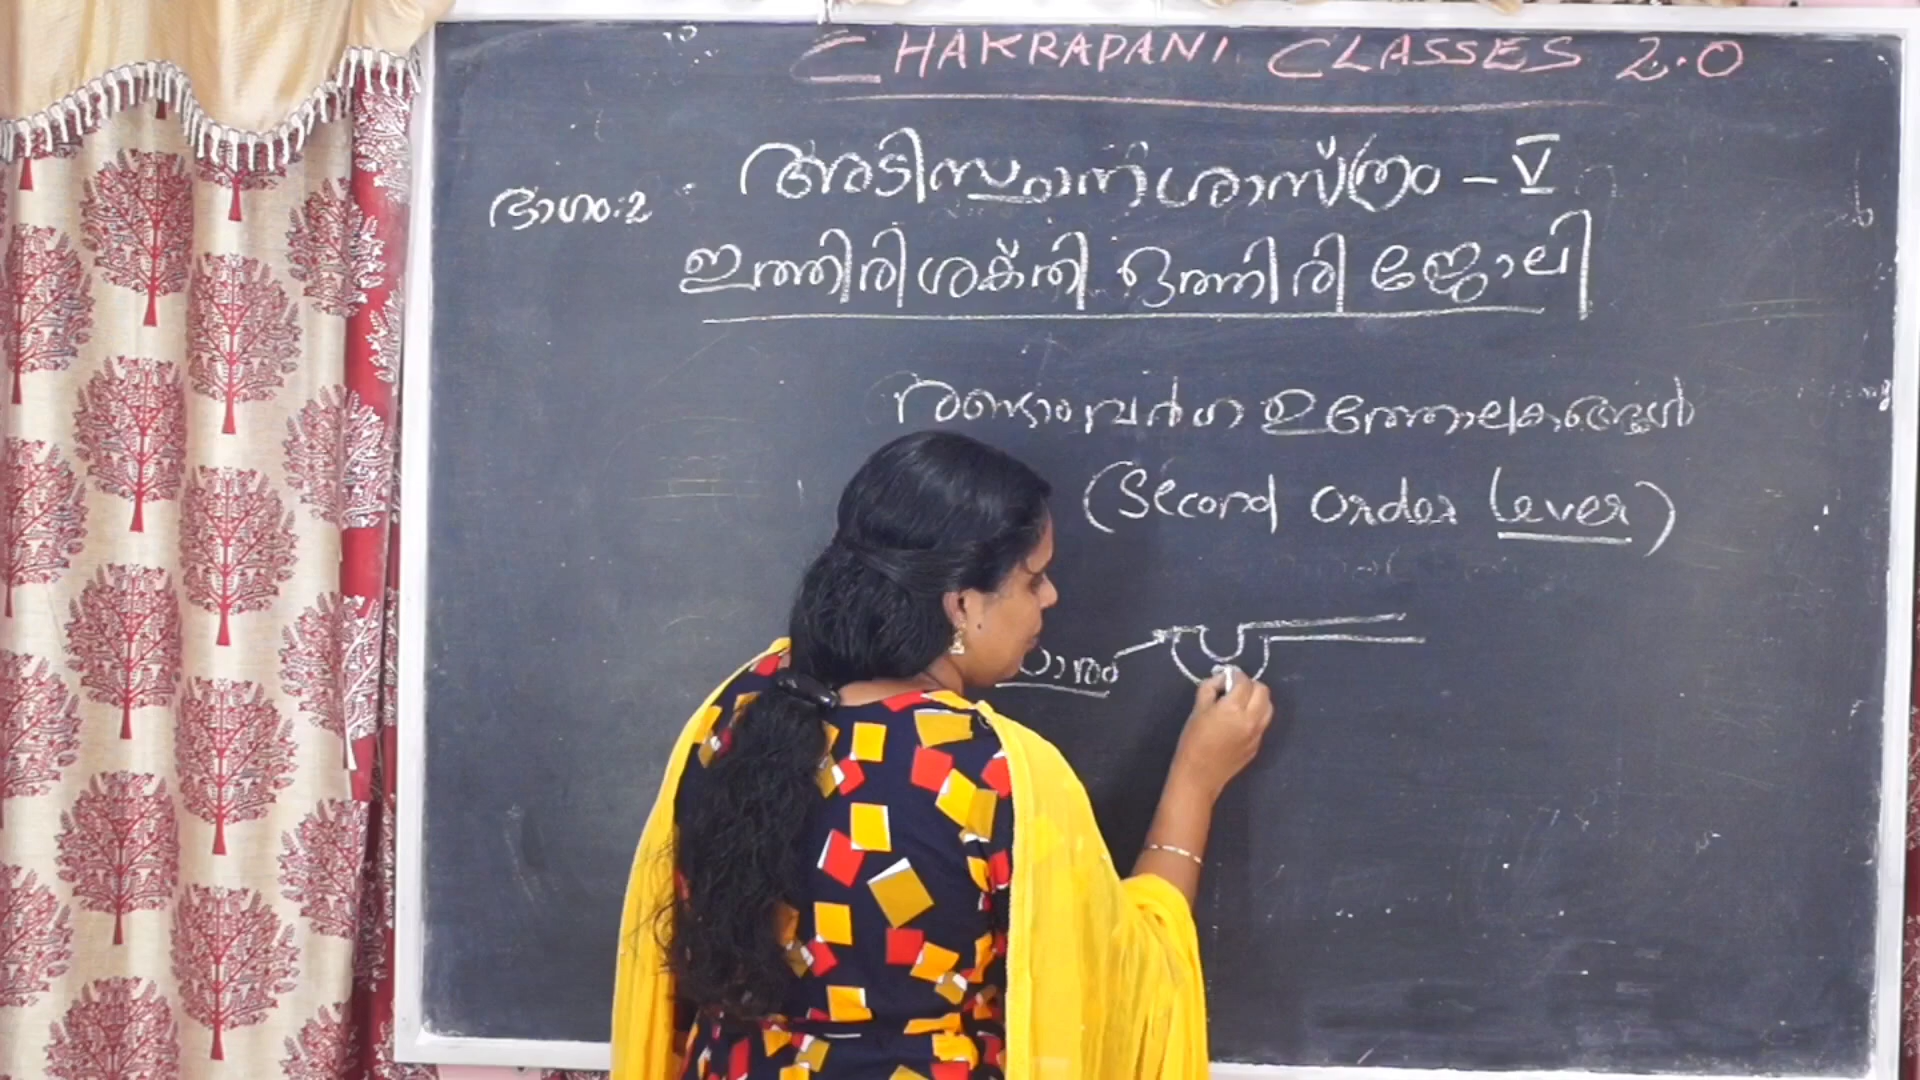 CHAKRAPANI CLASSES 2.0
ഭാഗം:2
അടിസ്ഥാനശാസ്ത്രം - V
ഇത്തിരി ശക്തി ഒത്തിരി ജോലി
രണ്ടാംവർഗ ഉത്തോലകങ്ങൾ
(Second Order Lever)